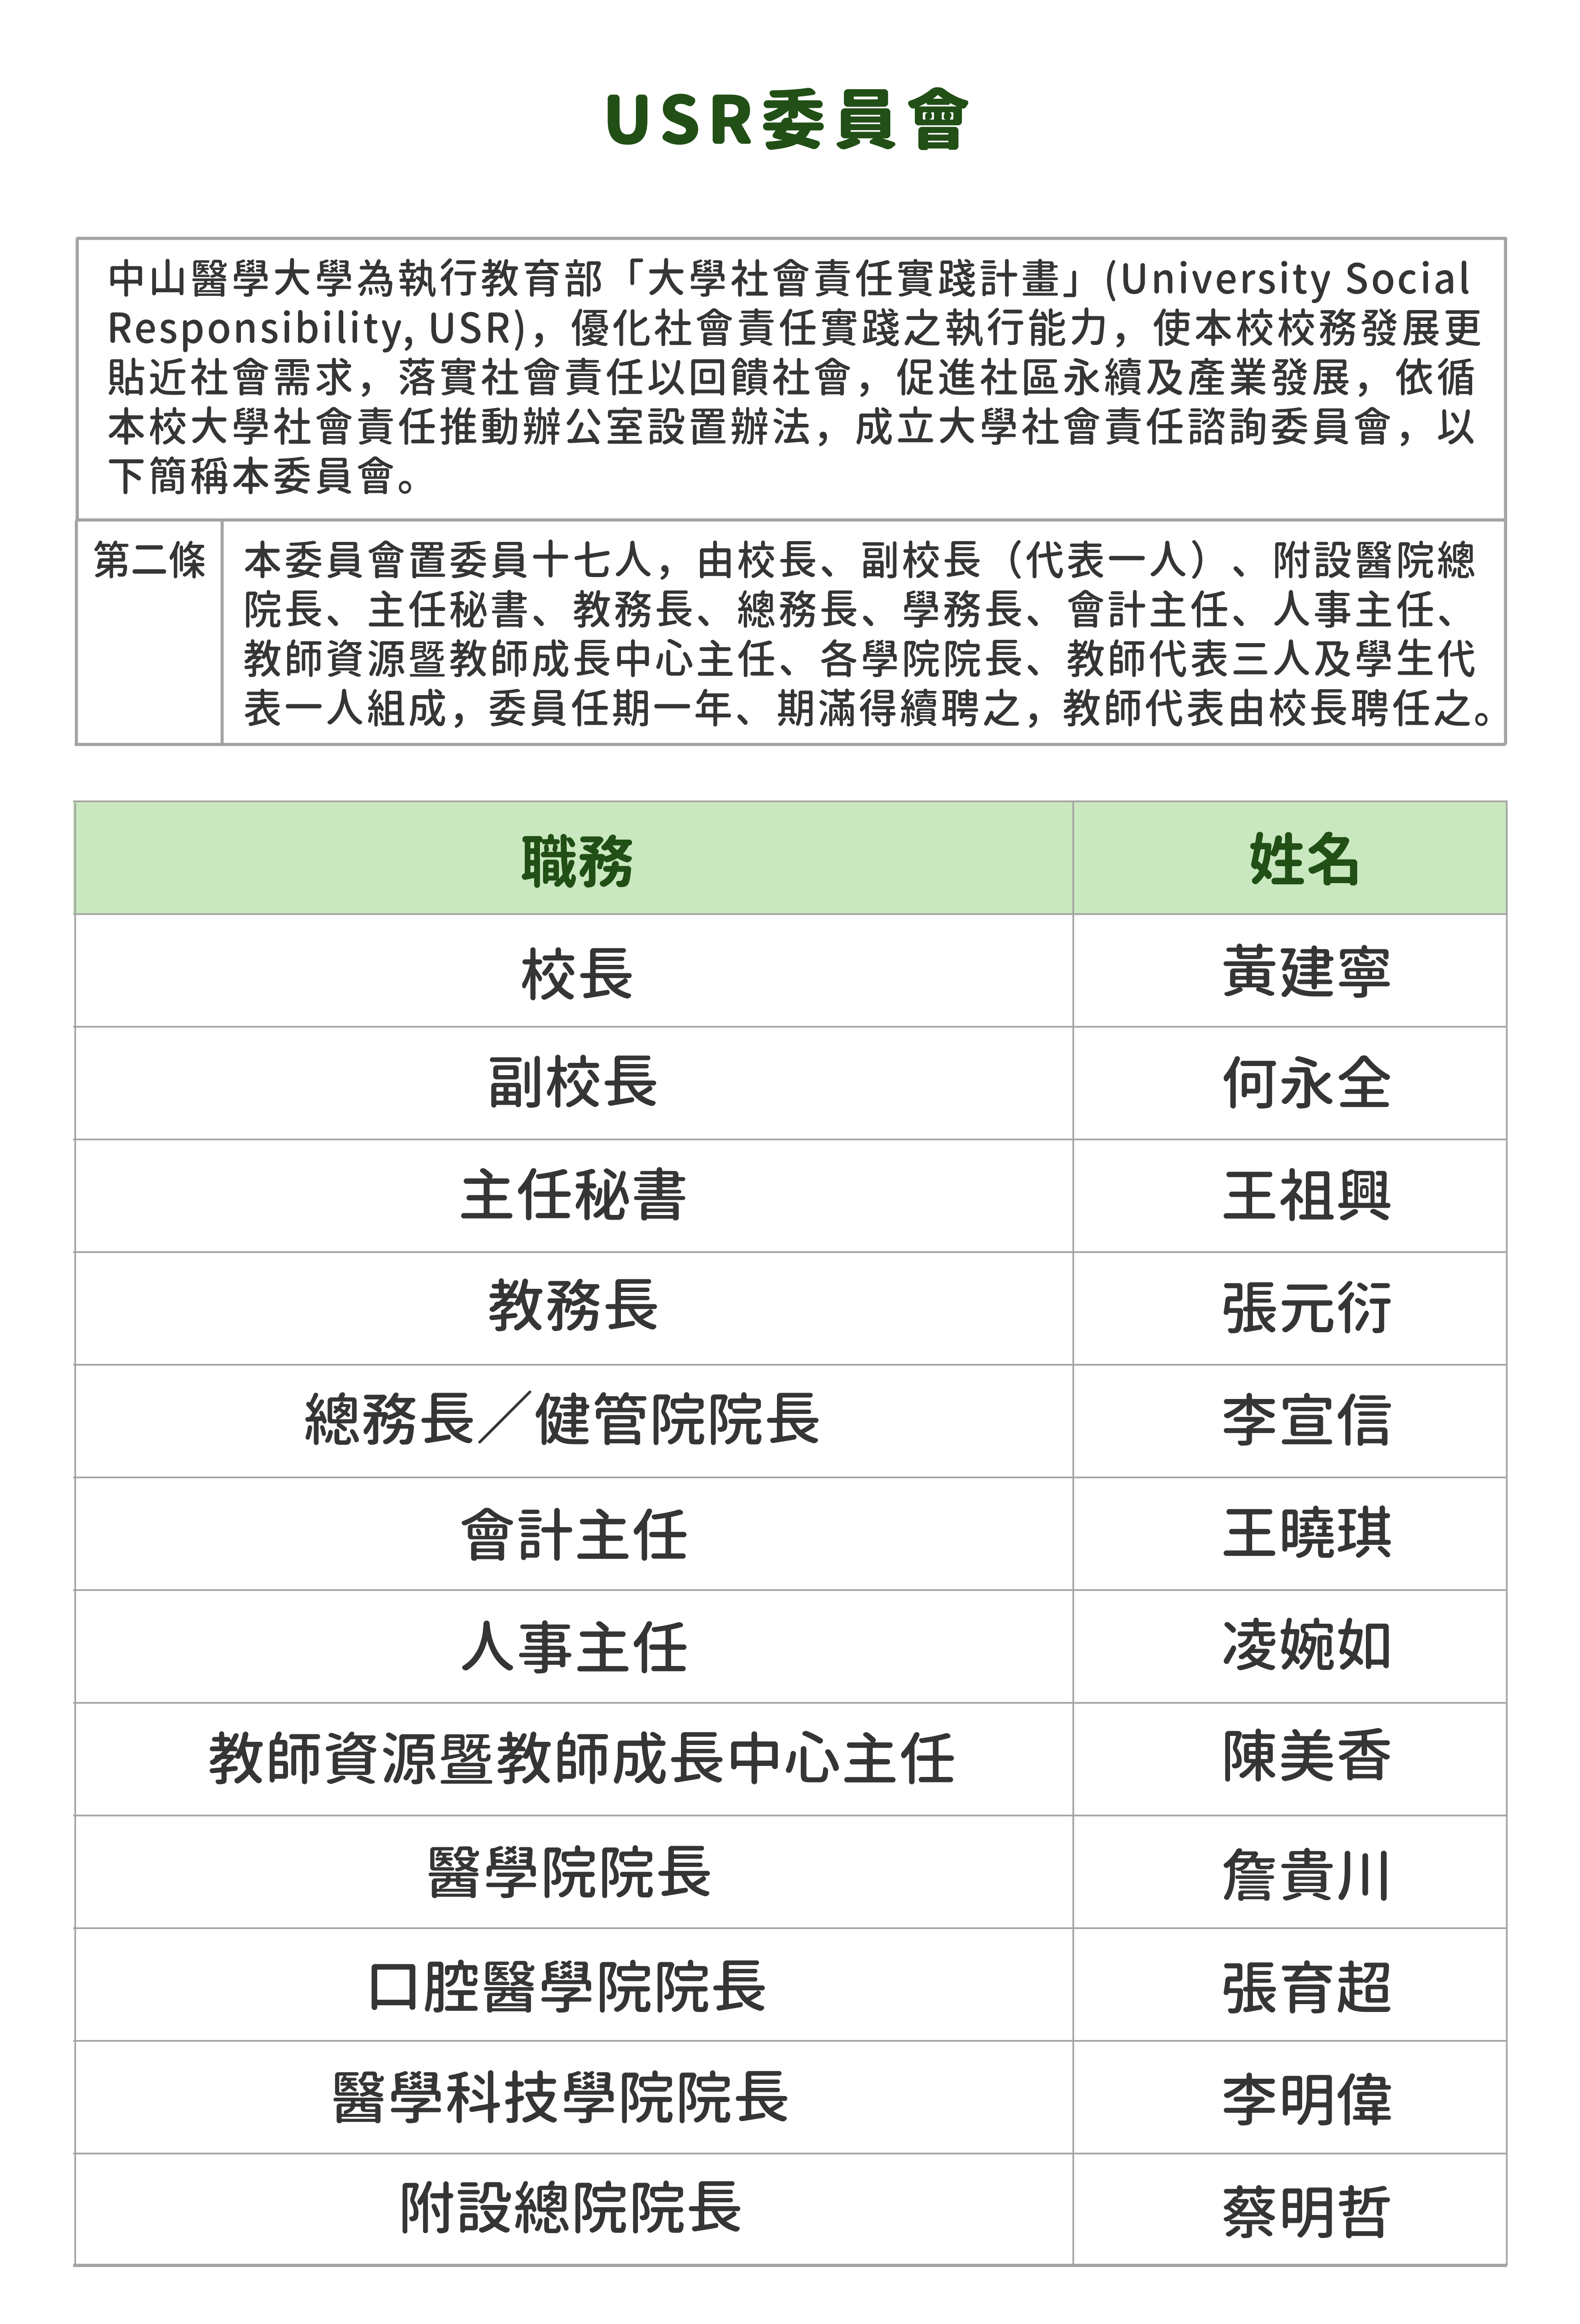 USR委員會
中山醫學大學為執行教育部「大學社會責任實踐計畫」(University Social
Responsibility, USR)，優化社會責任實踐之執行能力，使本校校務發展更
貼近社會需求，落實社會責任以回饋社會，促進社區永續及產業發展，依循
本校大學社會責任推動辦公室設置辦法，成立大學社會責任諮詢委員會，以
下簡稱本委員會。
第二條
本委員會置委員十七人，由校長、副校長（代表一人）、附設醫院總
院長、主任秘書、教務長、總務長、學務長、會計主任、人事主任、
教師資源暨教師成長中心主任、各學院院長、教師代表三人及學生代
表一人組成，委員任期一年、期滿得續聘之，教師代表由校長聘任之。
職務 姓名
校長 黃建寧
副校長 何永全
主任秘書 王祖興
教務長 張元衍
總務長／健管院院長 李宣信
會計主任 王曉琪
人事主任 凌婉如
教師資源暨教師成長中心主任 陳美香
醫學院院長 詹貴川
口腔醫學院院長 張育超
醫學科技學院院長 李明偉
附設總院院長 蔡明哲